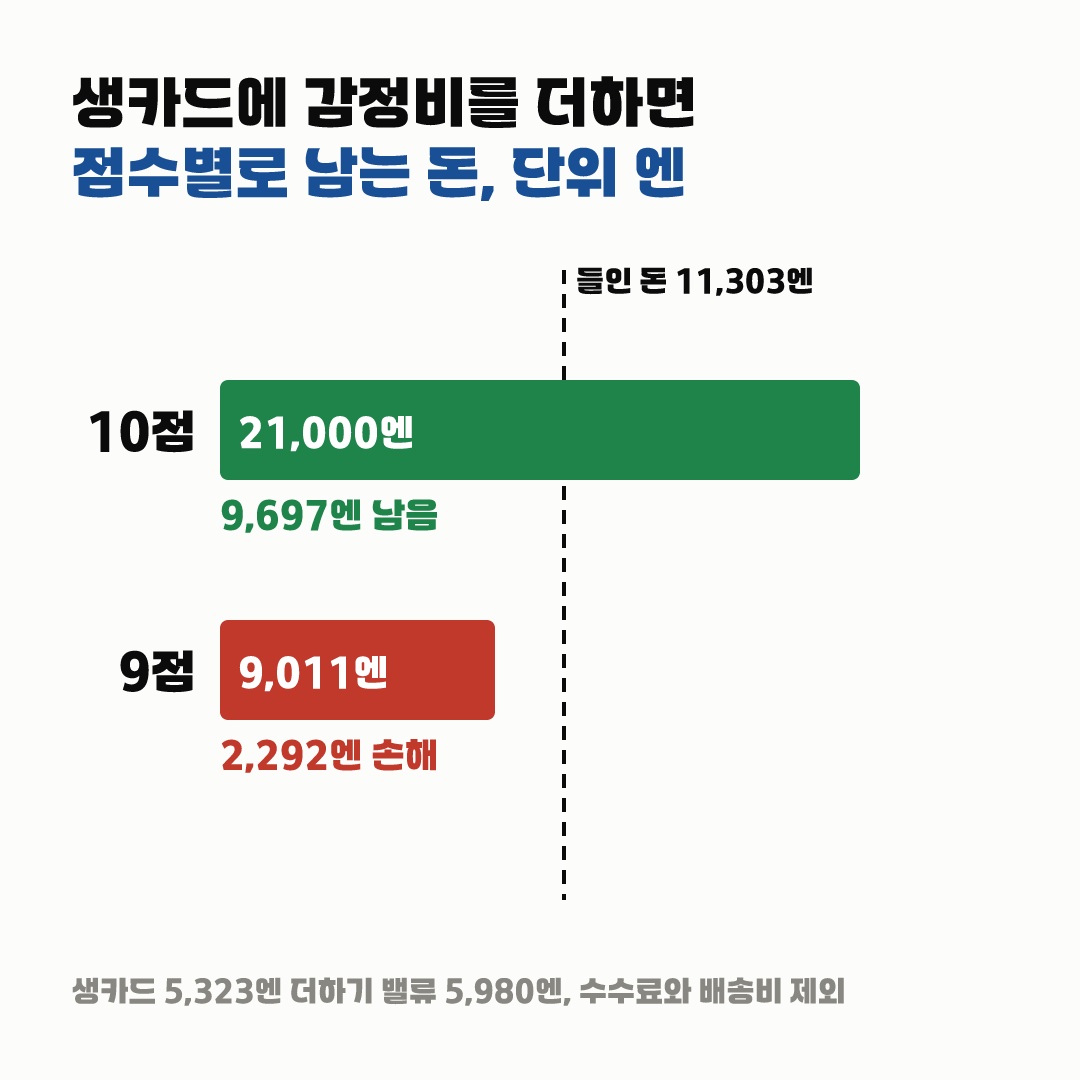 생카드에 감정비를 더하면
점수별로 남는 돈, 단위 엔
들인 돈 11,303엔
10점
21,000엔
9,697엔 남음
9점
9,011엔
2,292엔 손해
생카드 5,323엔 더하기 밸류 5,980엔, 수수료와 배송비 제외